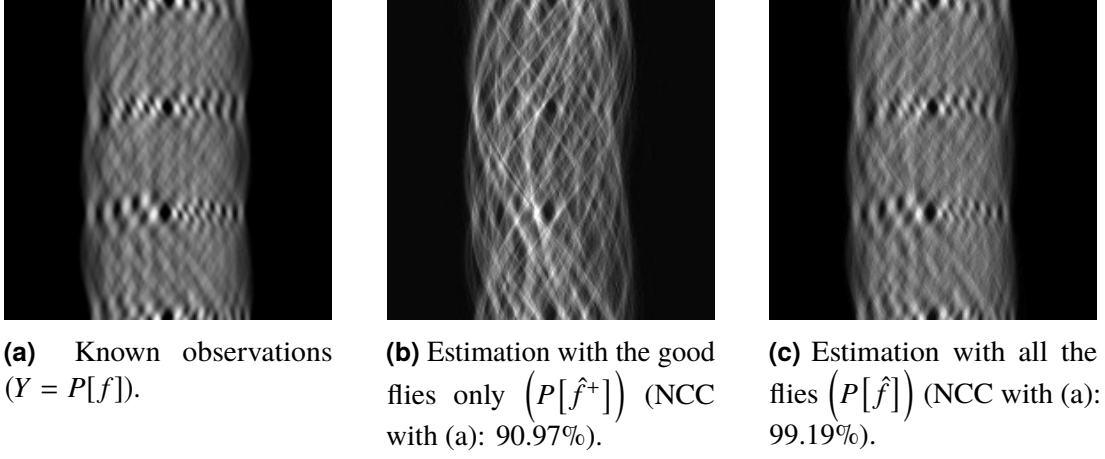 (a) Known observations
(Y = P[f]).
(b) Estimation with the good
flies only (P[f̂⁺]) (NCC
with (a): 90.97%).
(c) Estimation with all the
flies (P[f̂]) (NCC with (a):
99.19%).